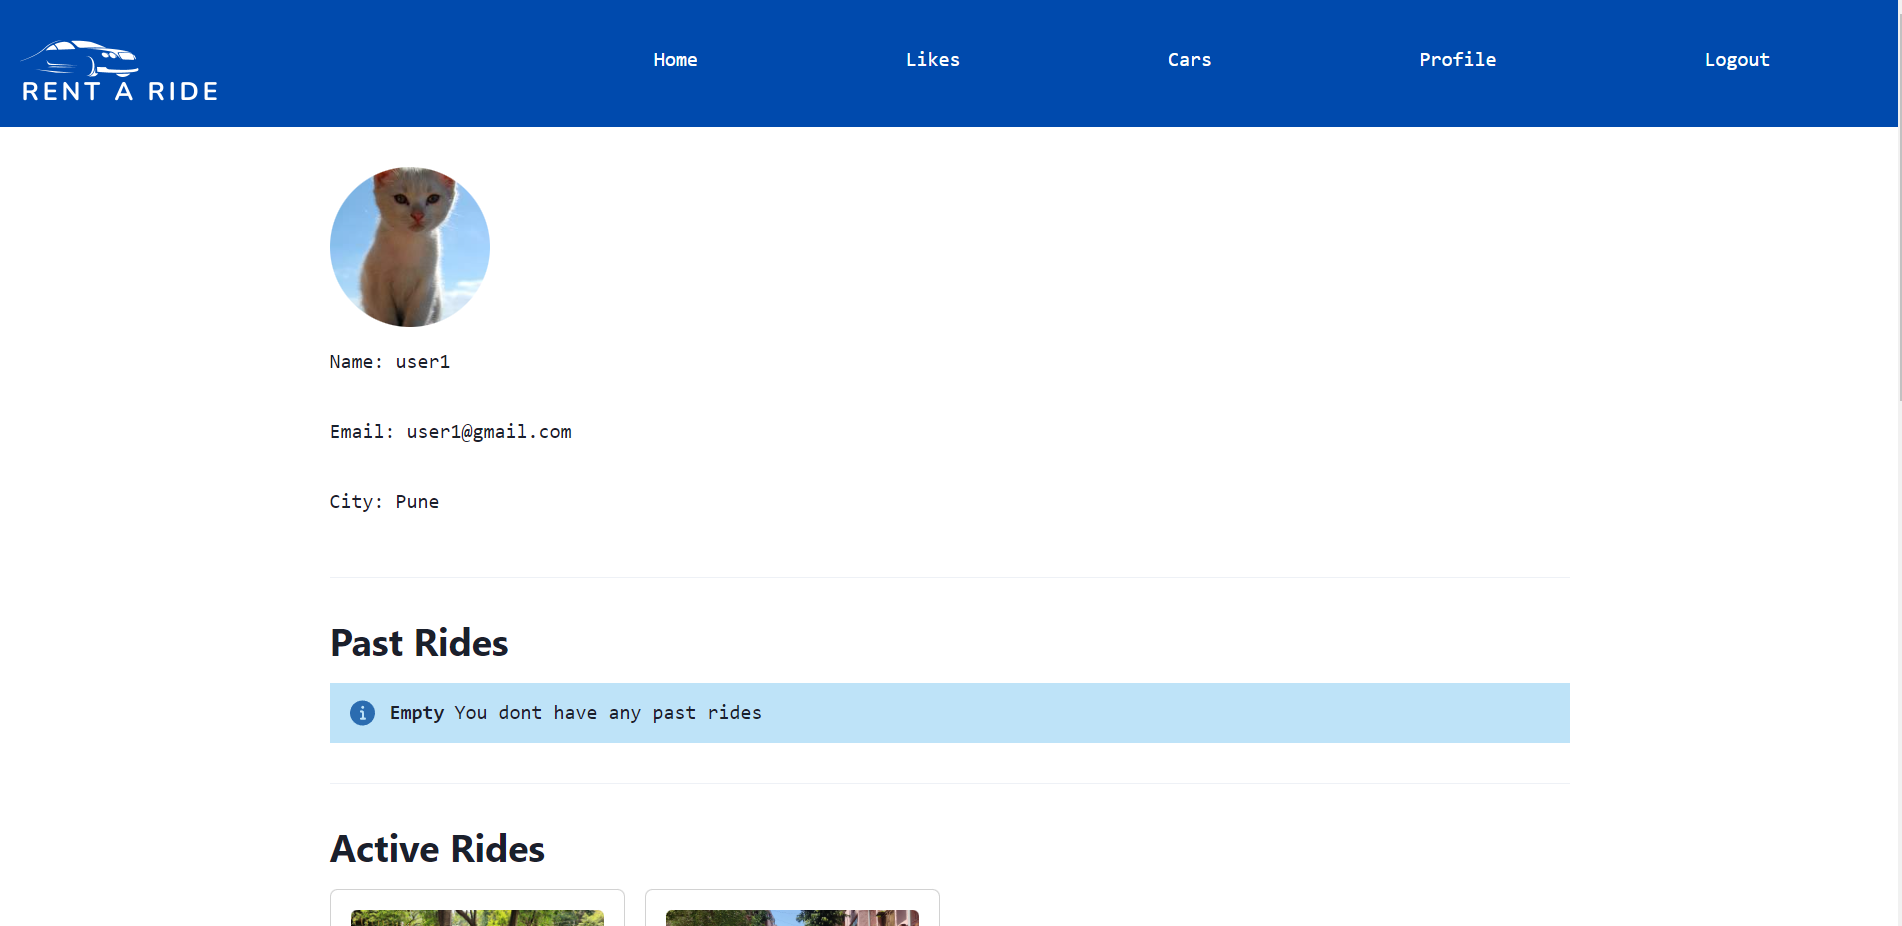 RENT A RIDE
Home Likes Cars Profile Logout
Name: user1
Email: user1@gmail.com
City: Pune
Past Rides
Empty You dont have any past rides
Active Rides